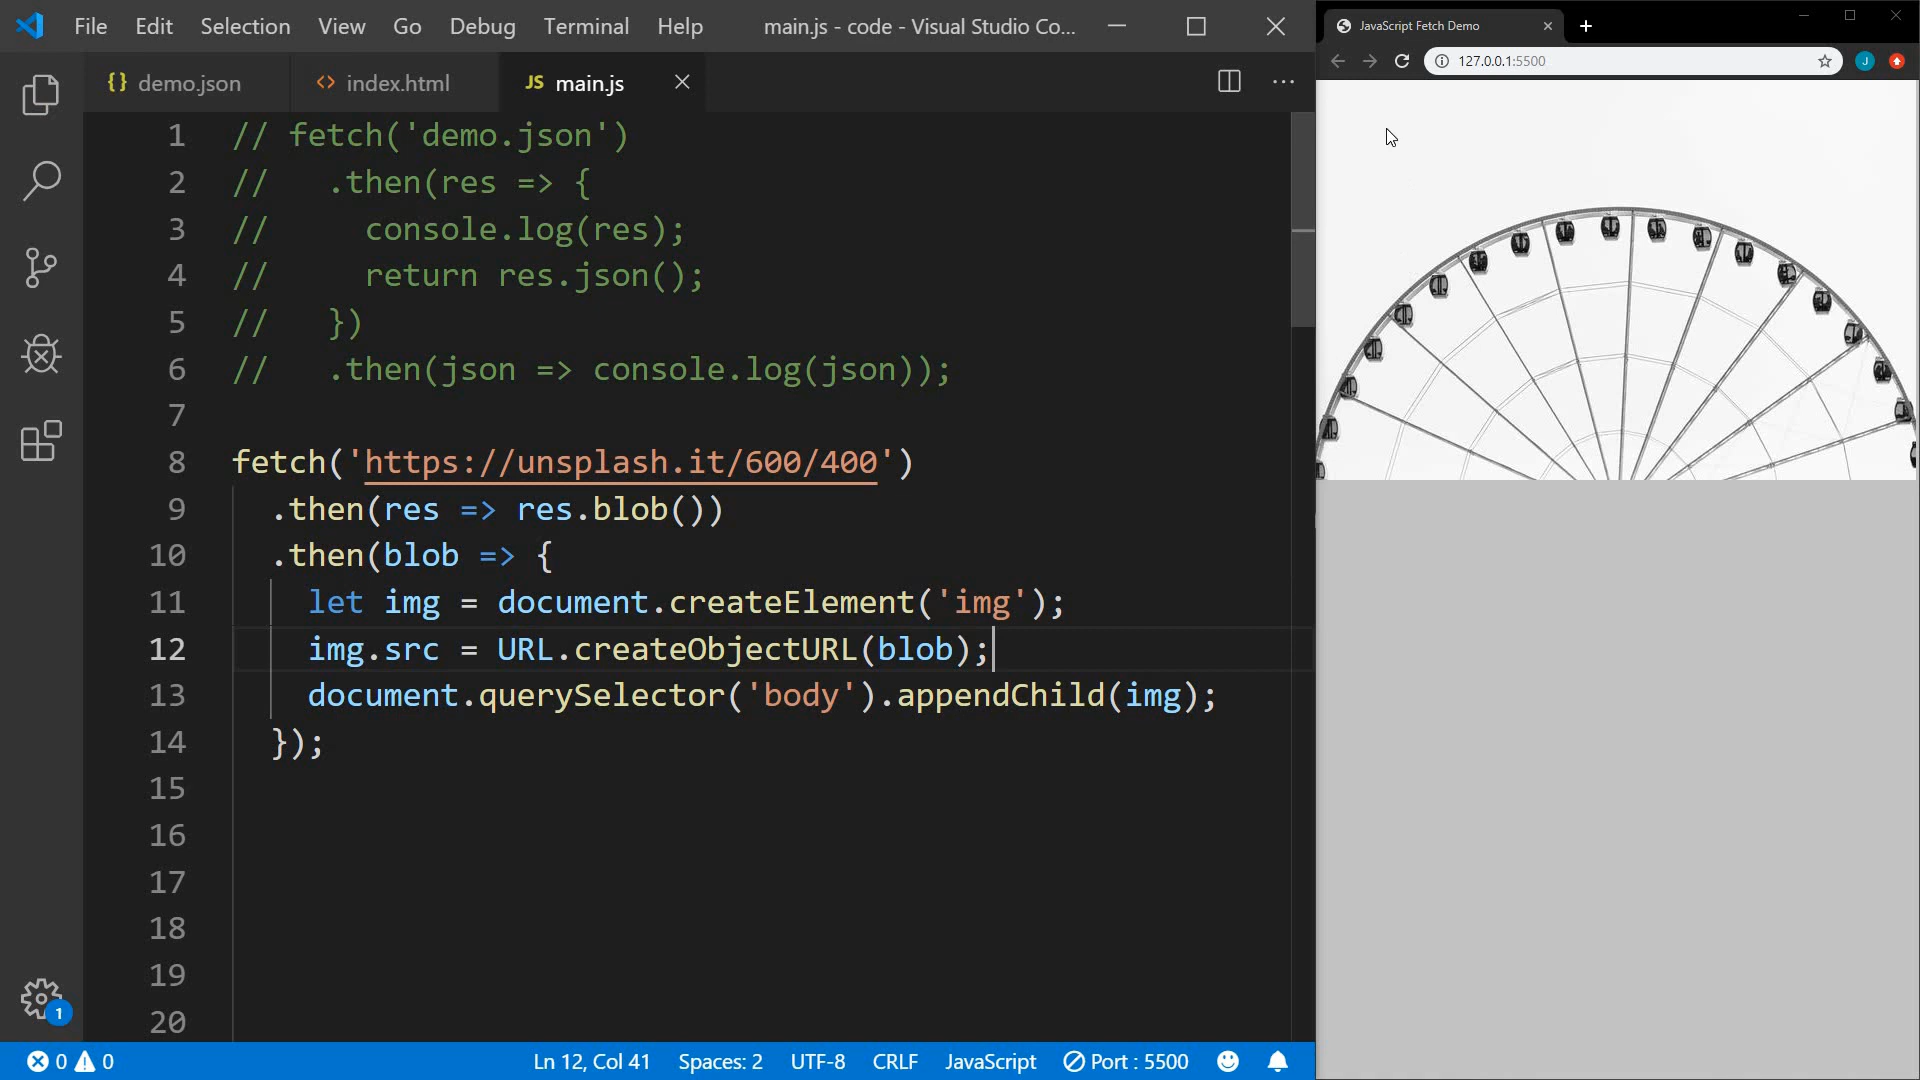 File Edit Selection View Go Debug Terminal Help main.js - code - Visual Studio Co...
{} demo.json <> index.html JS main.js
1 // fetch('demo.json')
2 //   .then(res => {
3 //     console.log(res);
4 //     return res.json();
5 //   })
6 //   .then(json => console.log(json));
7
8 fetch('https://unsplash.it/600/400')
9   .then(res => res.blob())
10   .then(blob => {
11     let img = document.createElement('img');
12     img.src = URL.createObjectURL(blob);
13     document.querySelector('body').appendChild(img);
14   });
15
16
17
18
19
20
1
0 0 Ln 12, Col 41 Spaces: 2 UTF-8 CRLF JavaScript Port : 5500
JavaScript Fetch Demo
127.0.0.1:5500 J